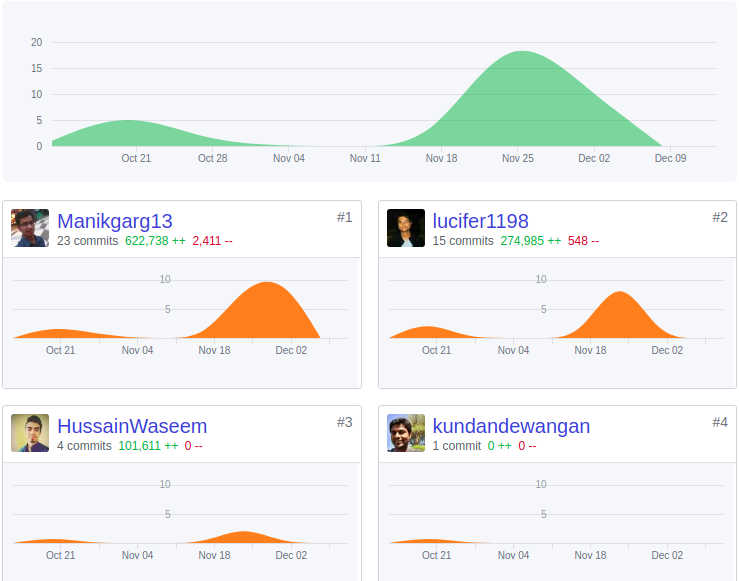 20
15
10
5
0
Oct 21 Oct 28 Nov 04 Nov 11 Nov 18 Nov 25 Dec 02 Dec 09
Manikgarg13 #1
23 commits 622,738 ++ 2,411 --
10
5
Oct 21 Nov 04 Nov 18 Dec 02
lucifer1198 #2
15 commits 274,985 ++ 548 --
10
5
Oct 21 Nov 04 Nov 18 Dec 02
HussainWaseem #3
4 commits 101,611 ++ 0 --
10
5
Oct 21 Nov 04 Nov 18 Dec 02
kundandewangan #4
1 commit 0 ++ 0 --
10
5
Oct 21 Nov 04 Nov 18 Dec 02